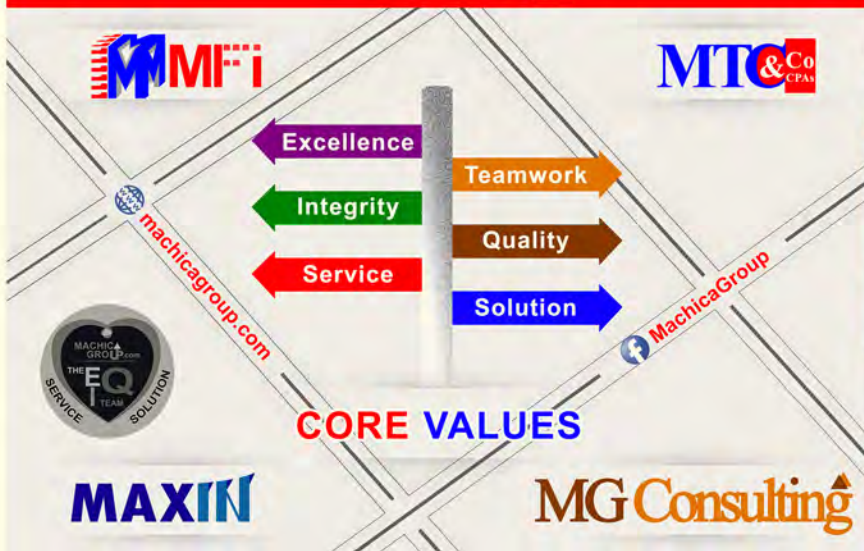 MMFi
MTC&Co
CPAs
Excellence
Teamwork
Integrity
Quality
Service
Solution
machicagroup.com
MachicaGroup
MACHICA
GROUP.com
THE EQ
I TEAM
SERVICE SOLUTION
CORE VALUES
MAXIN
MG Consulting